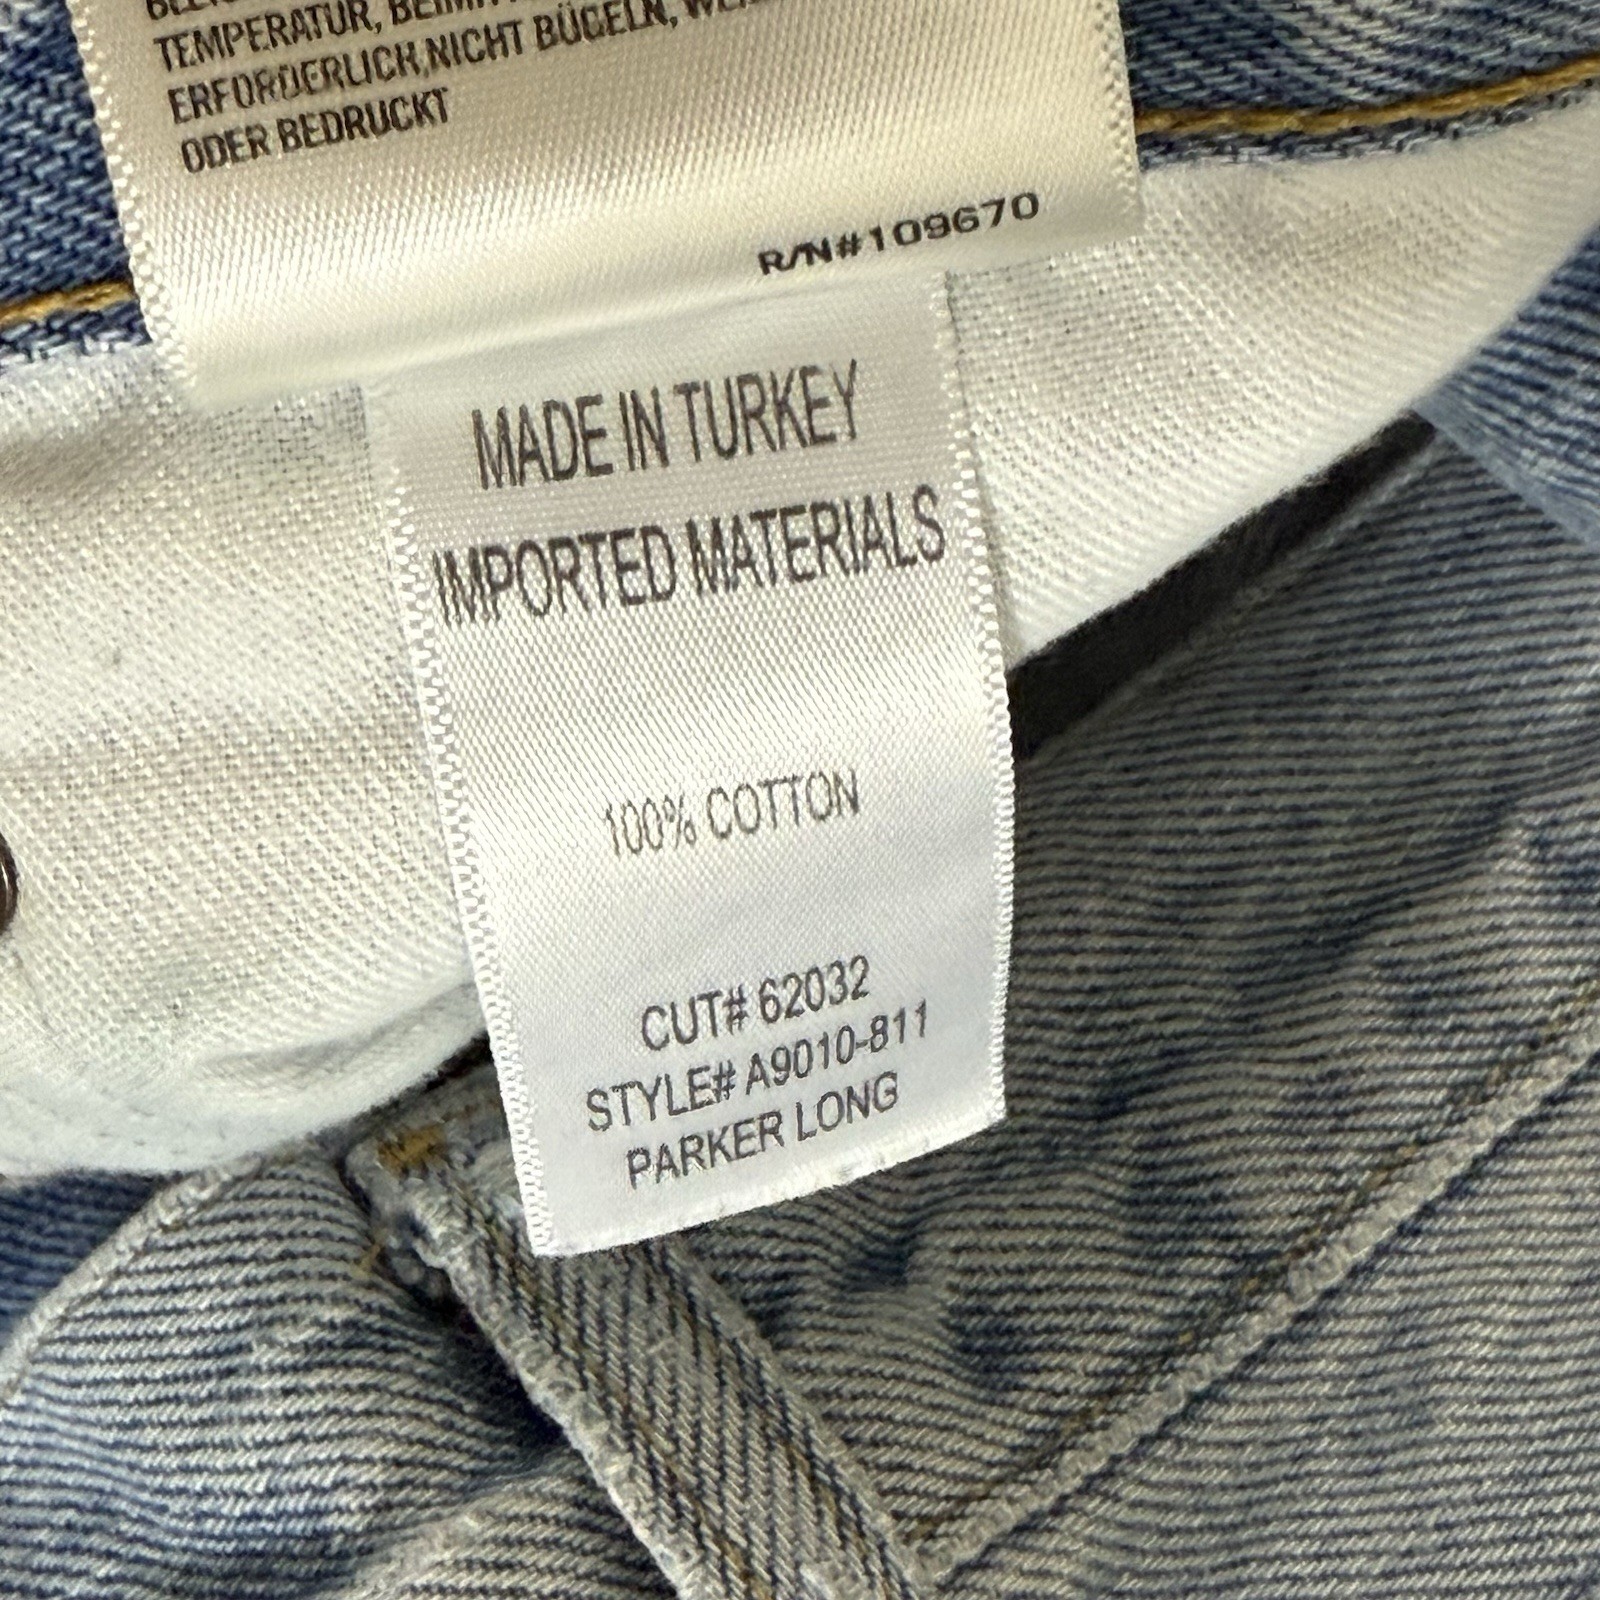 TEMPERATUR,
ERFORDERLICH,NICHT BÜGELN,
ODER BEDRUCKT
R/N#109670
MADE IN TURKEY
IMPORTED MATERIALS
100% COTTON
CUT# 62032
STYLE# A9010-811
PARKER LONG